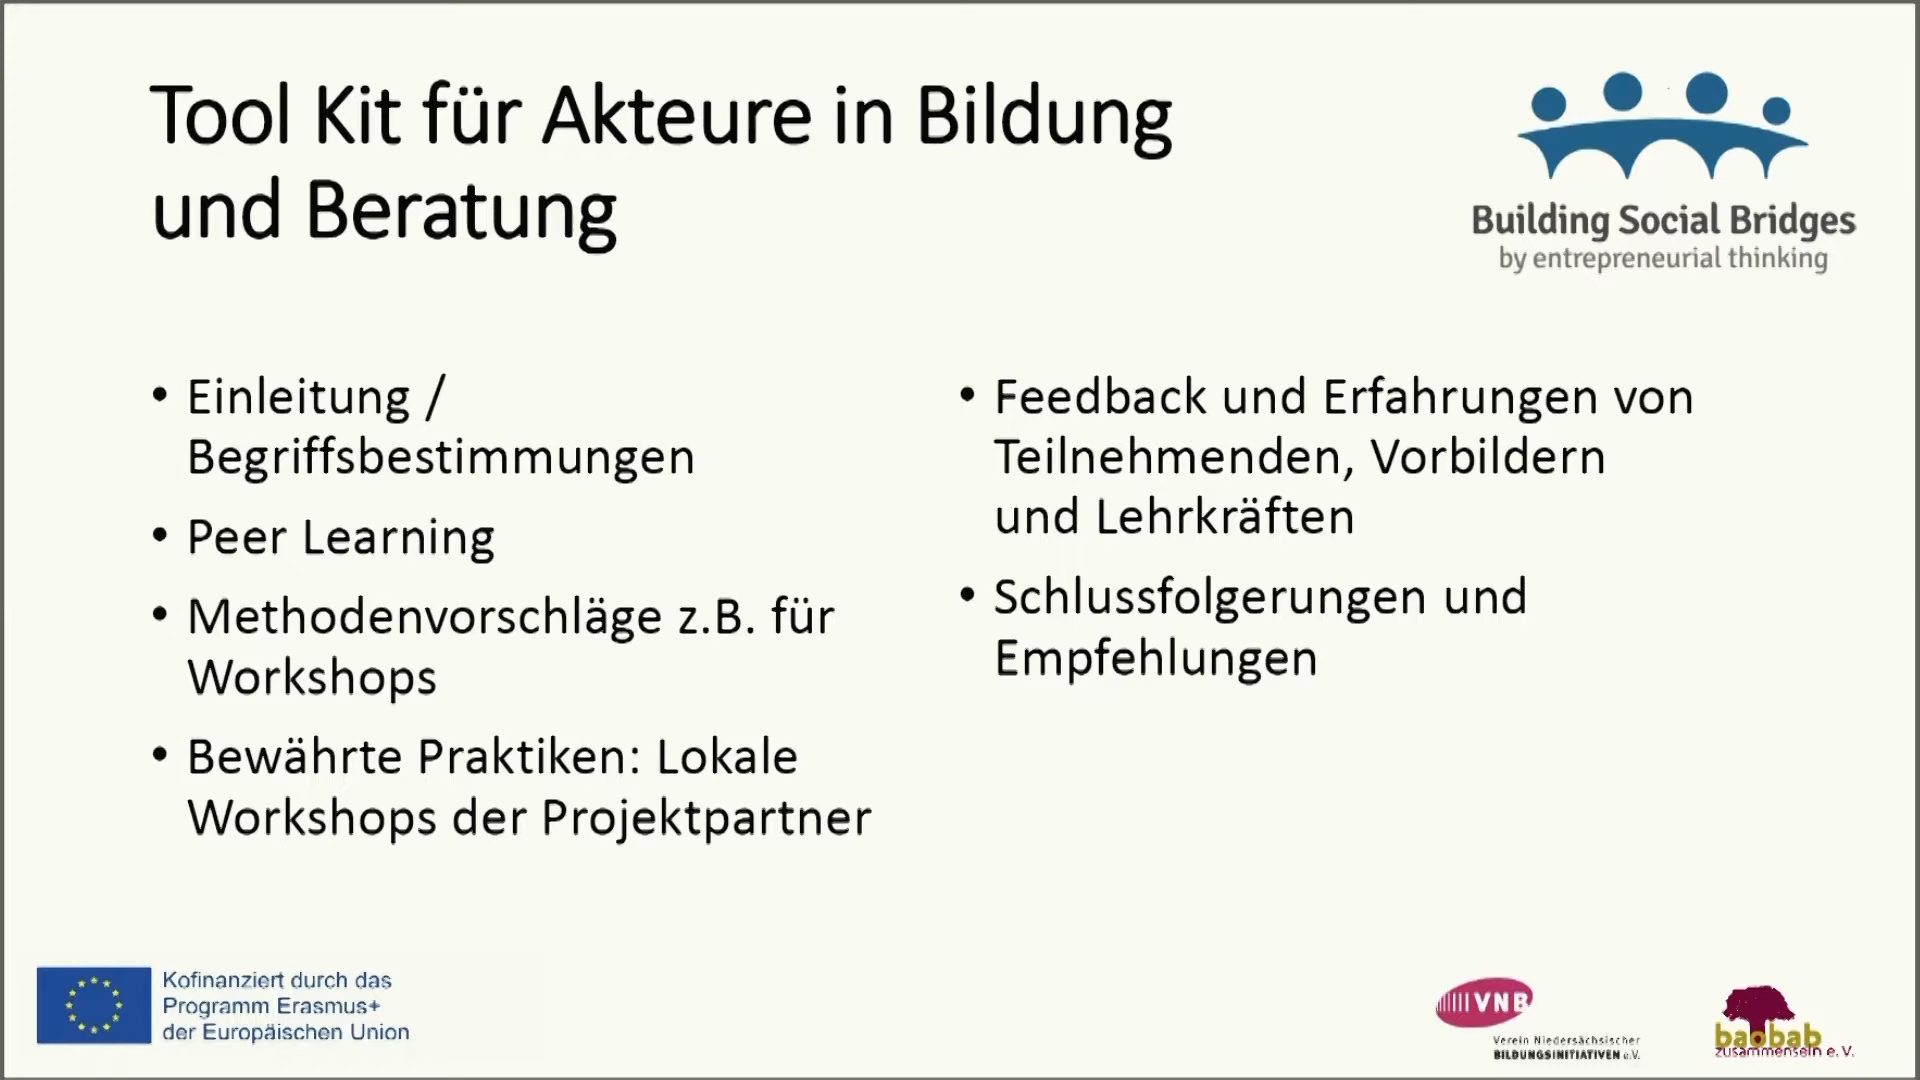 Tool Kit für Akteure in Bildung
und Beratung
Building Social Bridges
by entrepreneurial thinking
• Einleitung /
Begriffsbestimmungen
• Peer Learning
• Methodenvorschläge z.B. für
Workshops
• Bewährte Praktiken: Lokale
Workshops der Projektpartner
• Feedback und Erfahrungen von
Teilnehmenden, Vorbildern
und Lehrkräften
• Schlussfolgerungen und
Empfehlungen
Kofinanziert durch das
Programm Erasmus+
der Europäischen Union
VNB
Verein Niedersächsischer
BILDUNGSINITIATIVEN e.V.
baobab
zusammensein e.V.